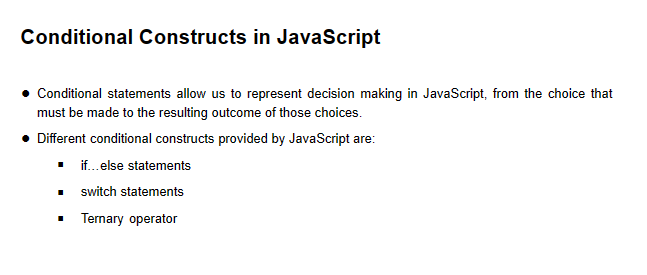 Conditional Constructs in JavaScript
● Conditional statements allow us to represent decision making in JavaScript, from the choice that
must be made to the resulting outcome of those choices.
● Different conditional constructs provided by JavaScript are:
▪ if…else statements
▪ switch statements
▪ Ternary operator